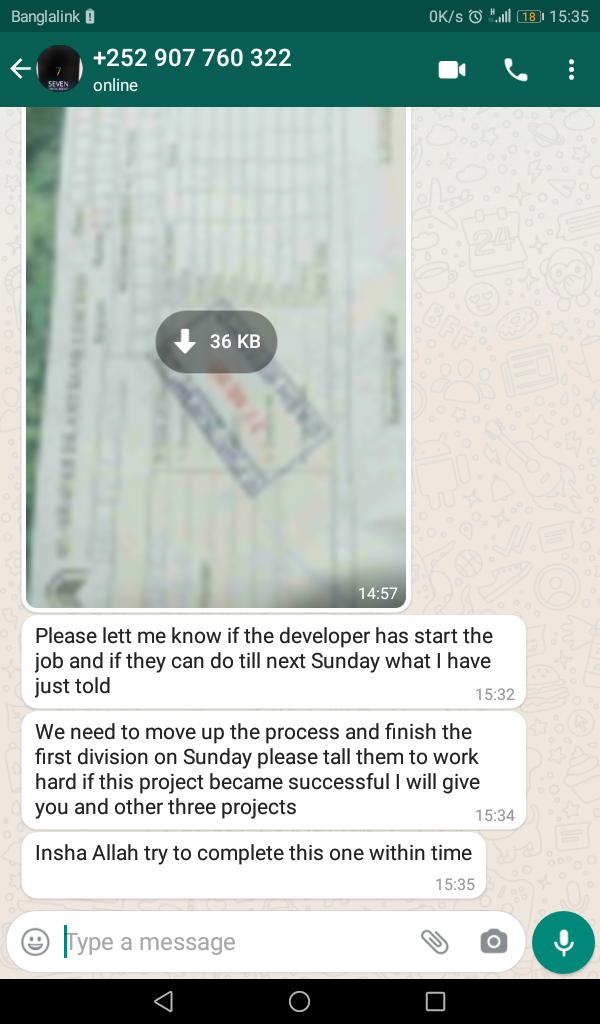 Banglalink
0K/s H 18 15:35
+252 907 760 322
online
7
SEVEN
36 KB
14:57
Please lett me know if the developer has start the
job and if they can do till next Sunday what I have
just told
15:32
We need to move up the process and finish the
first division on Sunday please tall them to work
hard if this project became successful I will give
you and other three projects
15:34
Insha Allah try to complete this one within time
15:35
Type a message